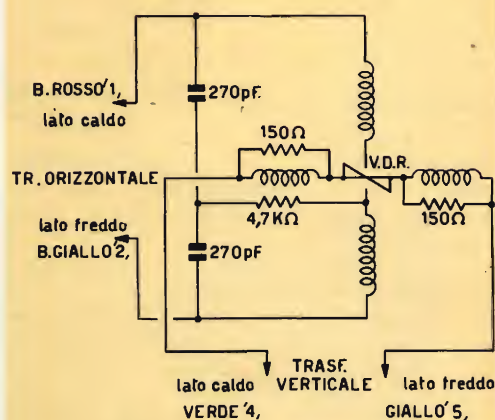 B.ROSSO'1,
lato caldo
270pF.
150Ω
V.D.R.
TR. ORIZZONTALE
4,7KΩ
150Ω
lato freddo
B.GIALLO'2,
270pF
lato caldo
VERDE'4,
TRASF.
VERTICALE
lato freddo
GIALLO'5,